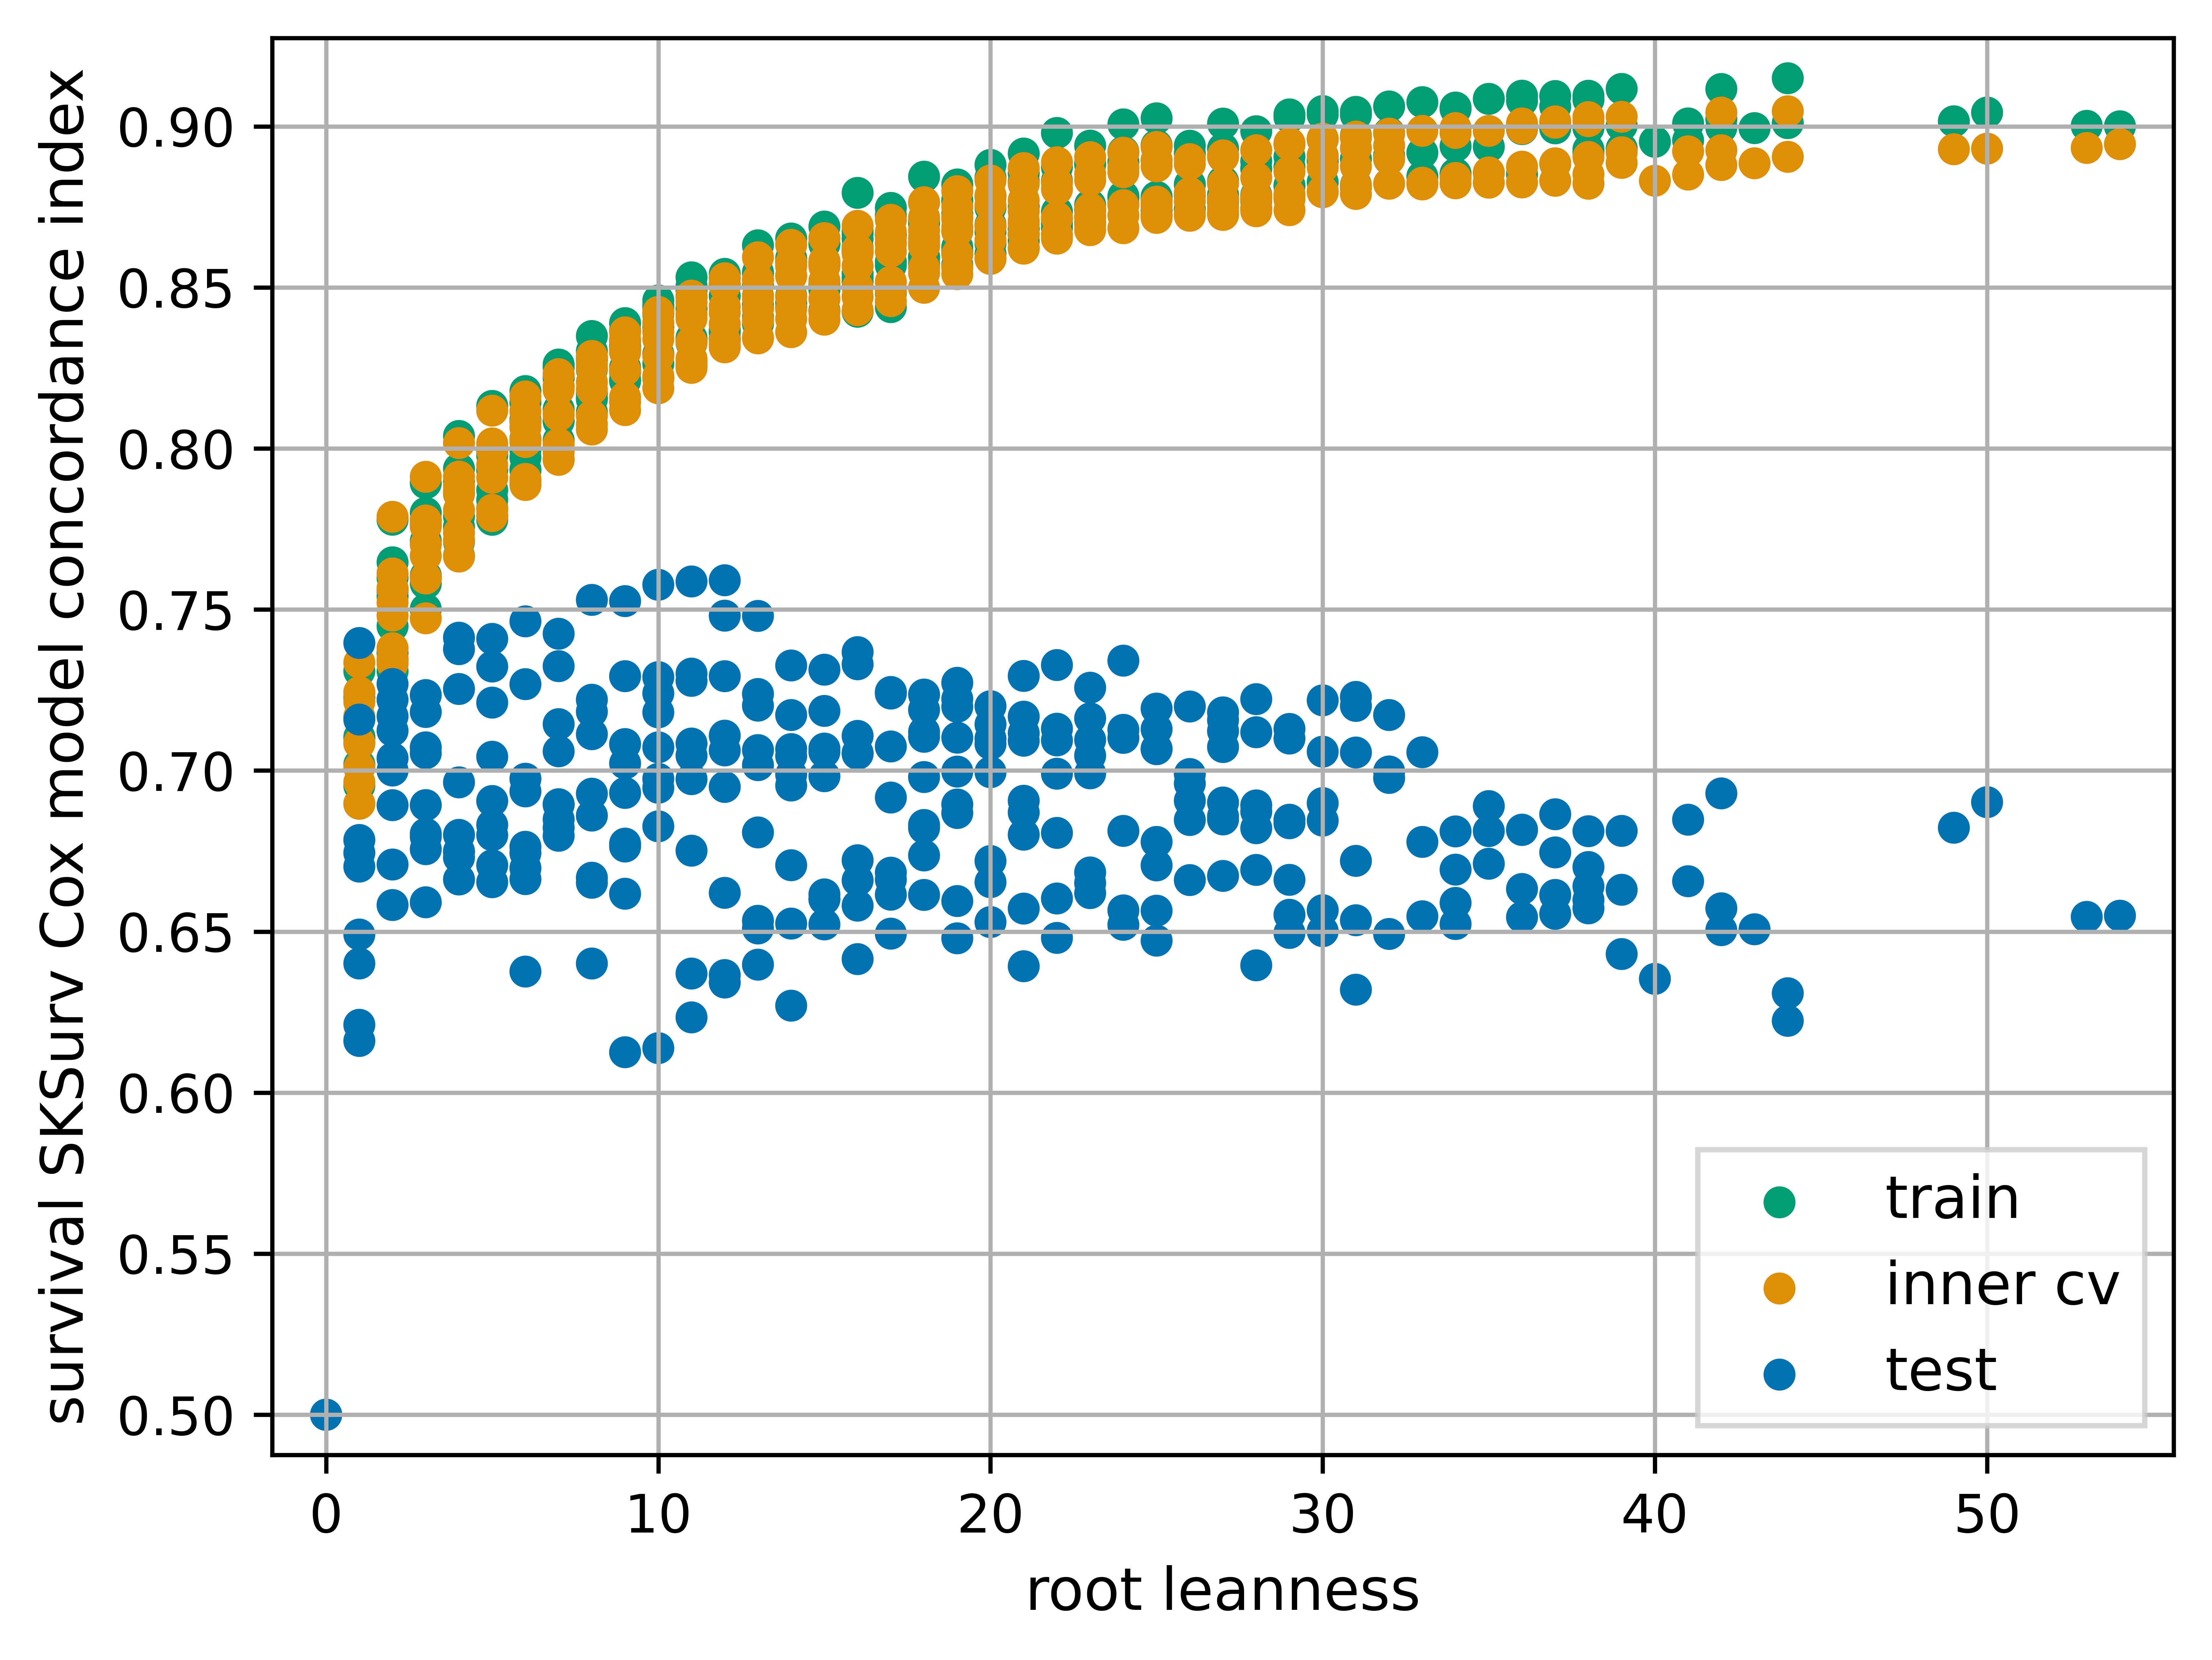 survival SKSurv Cox model concordance index
0.90
0.85
0.80
0.75
0.70
0.65
0.60
0.55
0.50
0 10 20 30 40 50
root leanness
train
inner cv
test